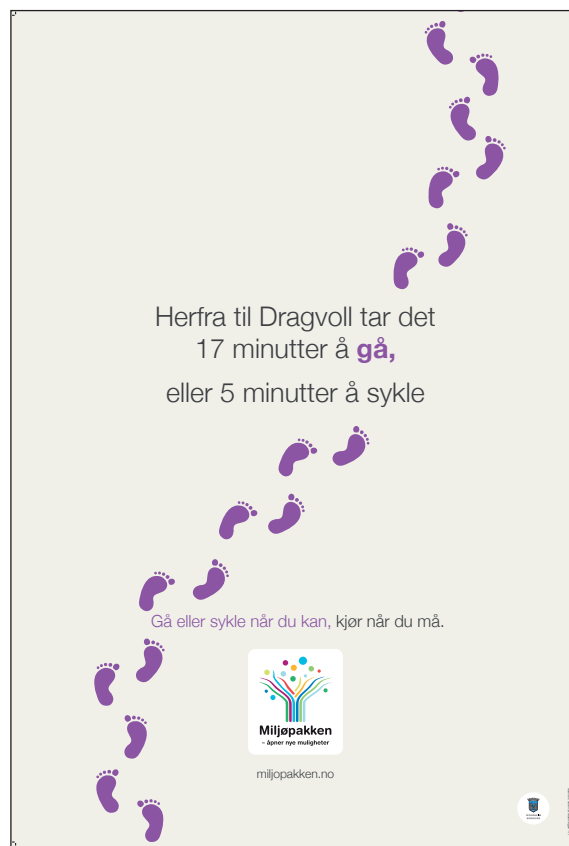 Herfra til Dragvoll tar det
17 minutter å gå,
eller 5 minutter å sykle
Gå eller sykle når du kan, kjør når du må.
Miljøpakken
– åpner nye muligheter
miljopakken.no